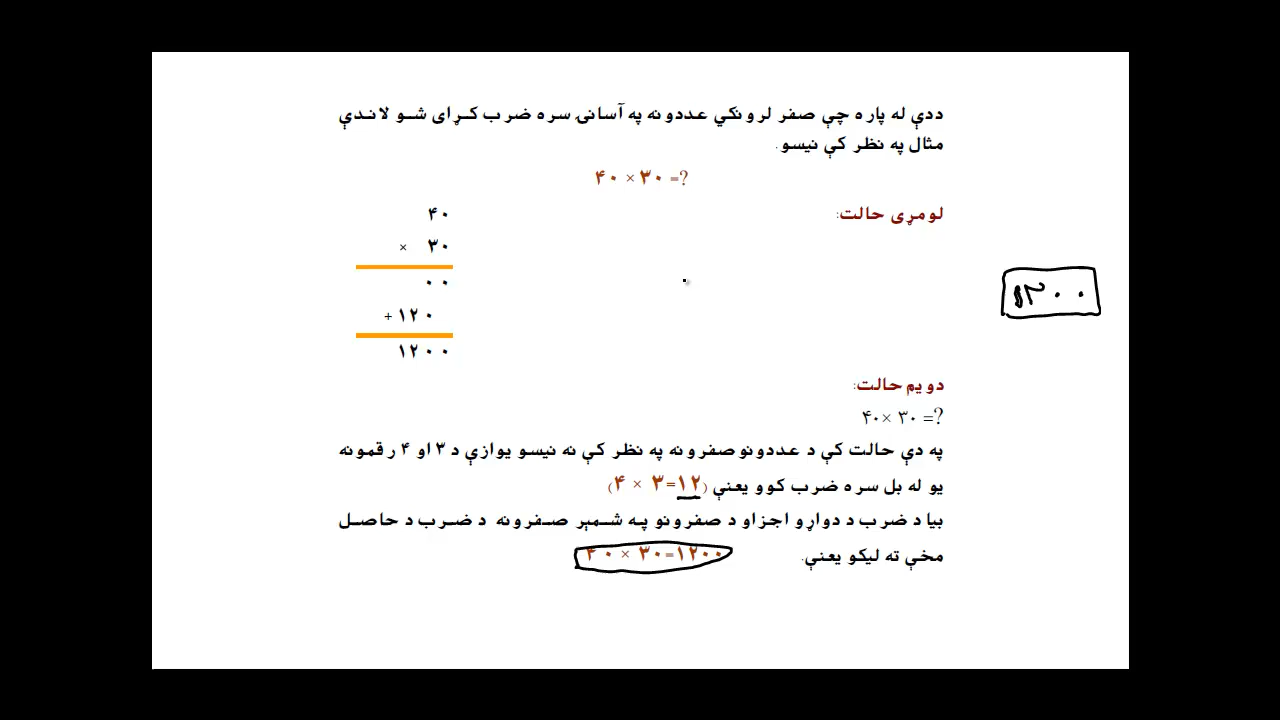 ددې له پاره چې صفر لرونکي عددونه په آسانۍ سره ضرب کړای شو لاندې
مثال په نظر کې نیسو.
۴۰ × ۳۰ =?
لومړی حالت:
۴۰
× ۳۰
۰۰
+ ۱۲۰
۱۲۰۰
۱۲۰۰
دویم حالت:
۴۰× ۳۰ =?
په دې حالت کې د عددونو صفرونه په نظر کې نه نیسو یوازې د ۳ او ۴ رقمونه
یو له بل سره ضرب کوو یعنې (۴ × ۳=۱۲)
بیا د ضرب د دواړو اجزاو د صفرونو په شمېر صفرونه د ضرب د حاصل
مخې ته لیکو یعنې. ۴۰ × ۳۰=۱۲۰۰